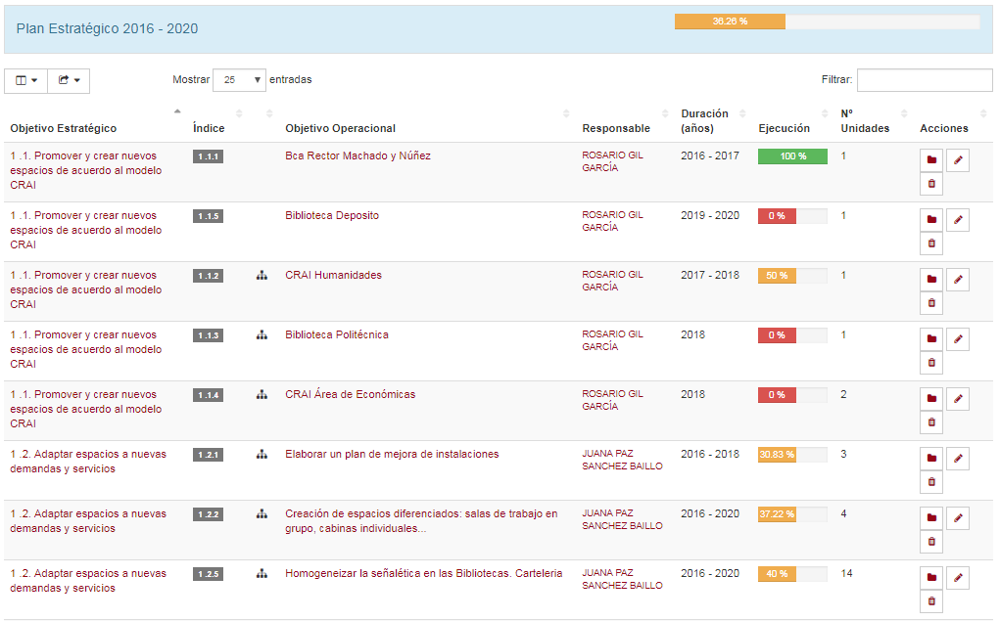 Plan Estratégico 2016 - 2020
36.26 %
Mostrar 25 entradas
Filtrar:
Objetivo Estratégico
Índice
Objetivo Operacional
Responsable
Duración
(años)
Ejecución
Nº
Unidades
Acciones
1 .1. Promover y crear nuevos
espacios de acuerdo al modelo
CRAI
1 .1.1
Bca Rector Machado y Núñez
ROSARIO GIL
GARCÍA
2016 - 2017
100 %
1
1 .1. Promover y crear nuevos
espacios de acuerdo al modelo
CRAI
1 .1.5
Biblioteca Deposito
ROSARIO GIL
GARCÍA
2019 - 2020
0 %
1
1 .1. Promover y crear nuevos
espacios de acuerdo al modelo
CRAI
1 .1.2
CRAI Humanidades
ROSARIO GIL
GARCÍA
2017 - 2018
50 %
1
1 .1. Promover y crear nuevos
espacios de acuerdo al modelo
CRAI
1 .1.3
Biblioteca Politécnica
ROSARIO GIL
GARCÍA
2018
0 %
1
1 .1. Promover y crear nuevos
espacios de acuerdo al modelo
CRAI
1 .1.4
CRAI Área de Económicas
ROSARIO GIL
GARCÍA
2018
0 %
2
1 .2. Adaptar espacios a nuevas
demandas y servicios
1 .2.1
Elaborar un plan de mejora de instalaciones
JUANA PAZ
SANCHEZ BAILLO
2016 - 2018
30.83 %
3
1 .2. Adaptar espacios a nuevas
demandas y servicios
1 .2.2
Creación de espacios diferenciados: salas de trabajo en
grupo, cabinas individuales...
JUANA PAZ
SANCHEZ BAILLO
2016 - 2020
37.22 %
4
1 .2. Adaptar espacios a nuevas
demandas y servicios
1 .2.5
Homogeneizar la señalética en las Bibliotecas. Carteleria
JUANA PAZ
SANCHEZ BAILLO
2016 - 2020
40 %
14